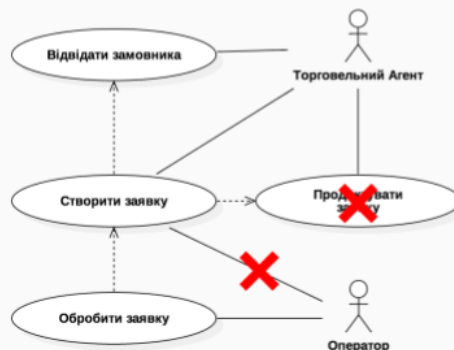 Відвідати замовника
Торговельний Агент
Створити заявку
Обробити заявку
Оператор